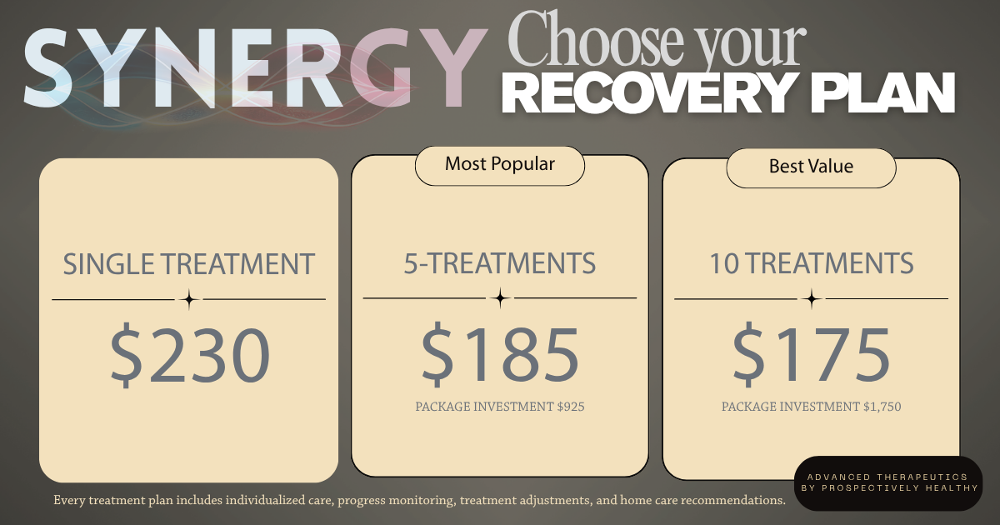 SYNERGY
Choose your
RECOVERY PLAN
SINGLE TREATMENT
$230
Most Popular
5-TREATMENTS
$185
PACKAGE INVESTMENT $925
Best Value
10 TREATMENTS
$175
PACKAGE INVESTMENT $1,750
Every treatment plan includes individualized care, progress monitoring, treatment adjustments, and home care recommendations.
ADVANCED THERAPEUTICS
BY PROSPECTIVELY HEALTHY